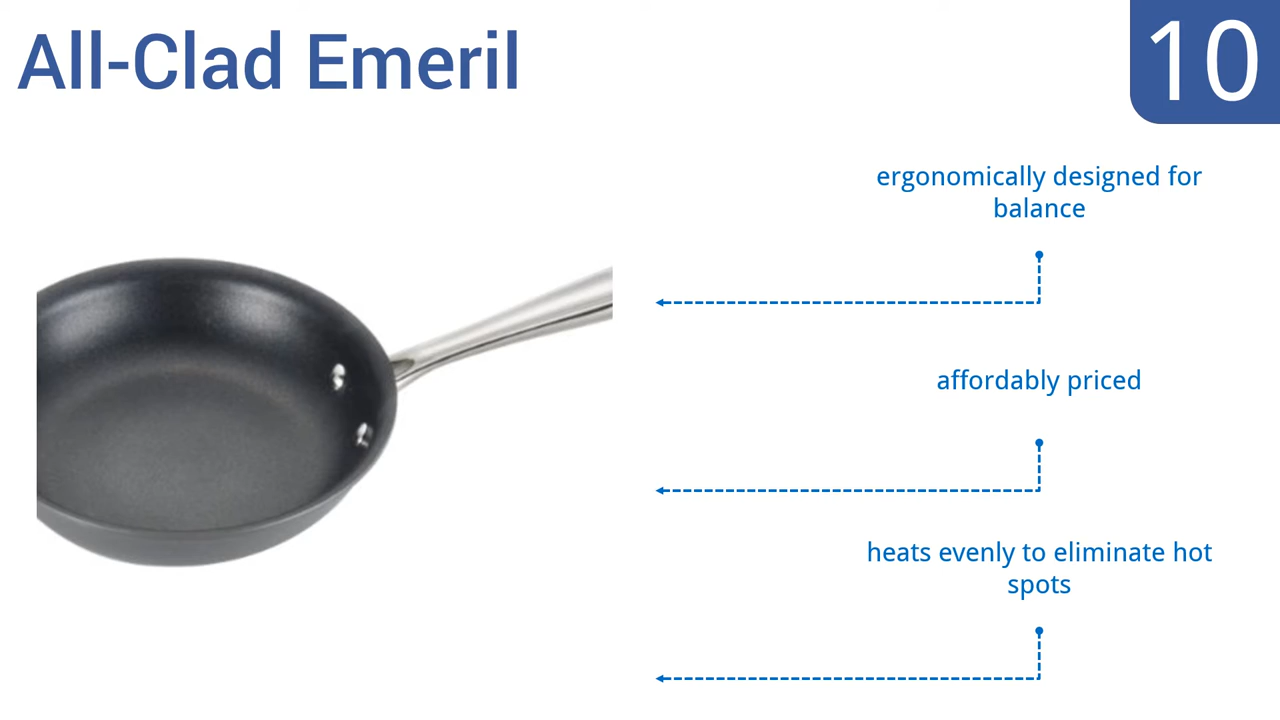 All-Clad Emeril
10
ergonomically designed for
balance
affordably priced
heats evenly to eliminate hot
spots